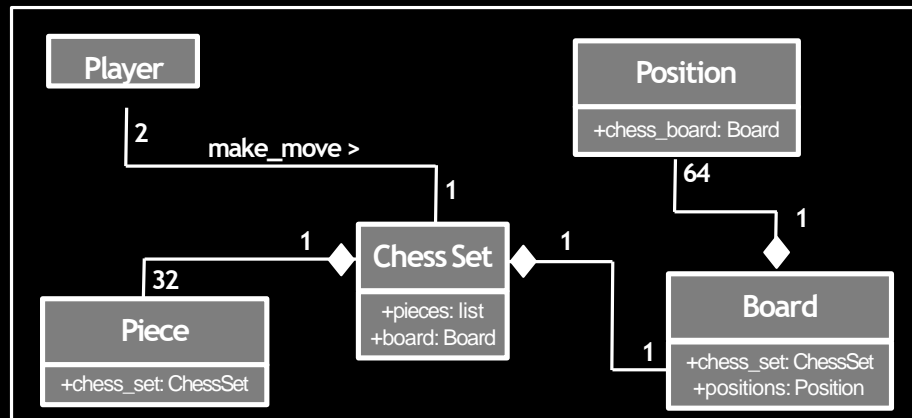 Player
2
make_move >
1
Position
+chess_board: Board
64
1
1
Chess Set
+pieces: list
+board: Board
1
32
Piece
+chess_set: ChessSet
1
Board
+chess_set: ChessSet
+positions: Position